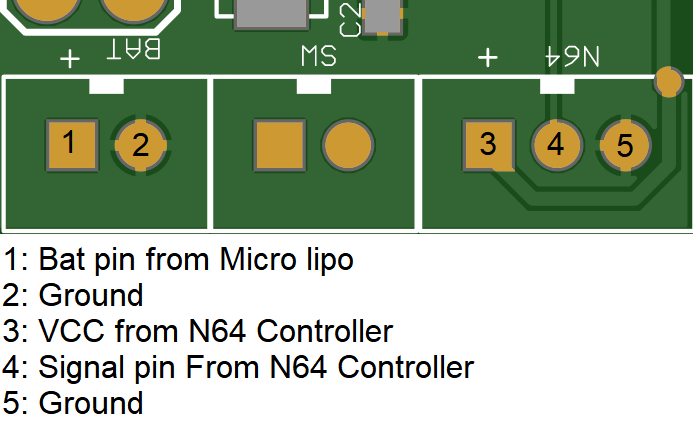 C2
+ BAT
SW
+ N64
1 2 3 4 5
1: Bat pin from Micro lipo
2: Ground
3: VCC from N64 Controller
4: Signal pin From N64 Controller
5: Ground